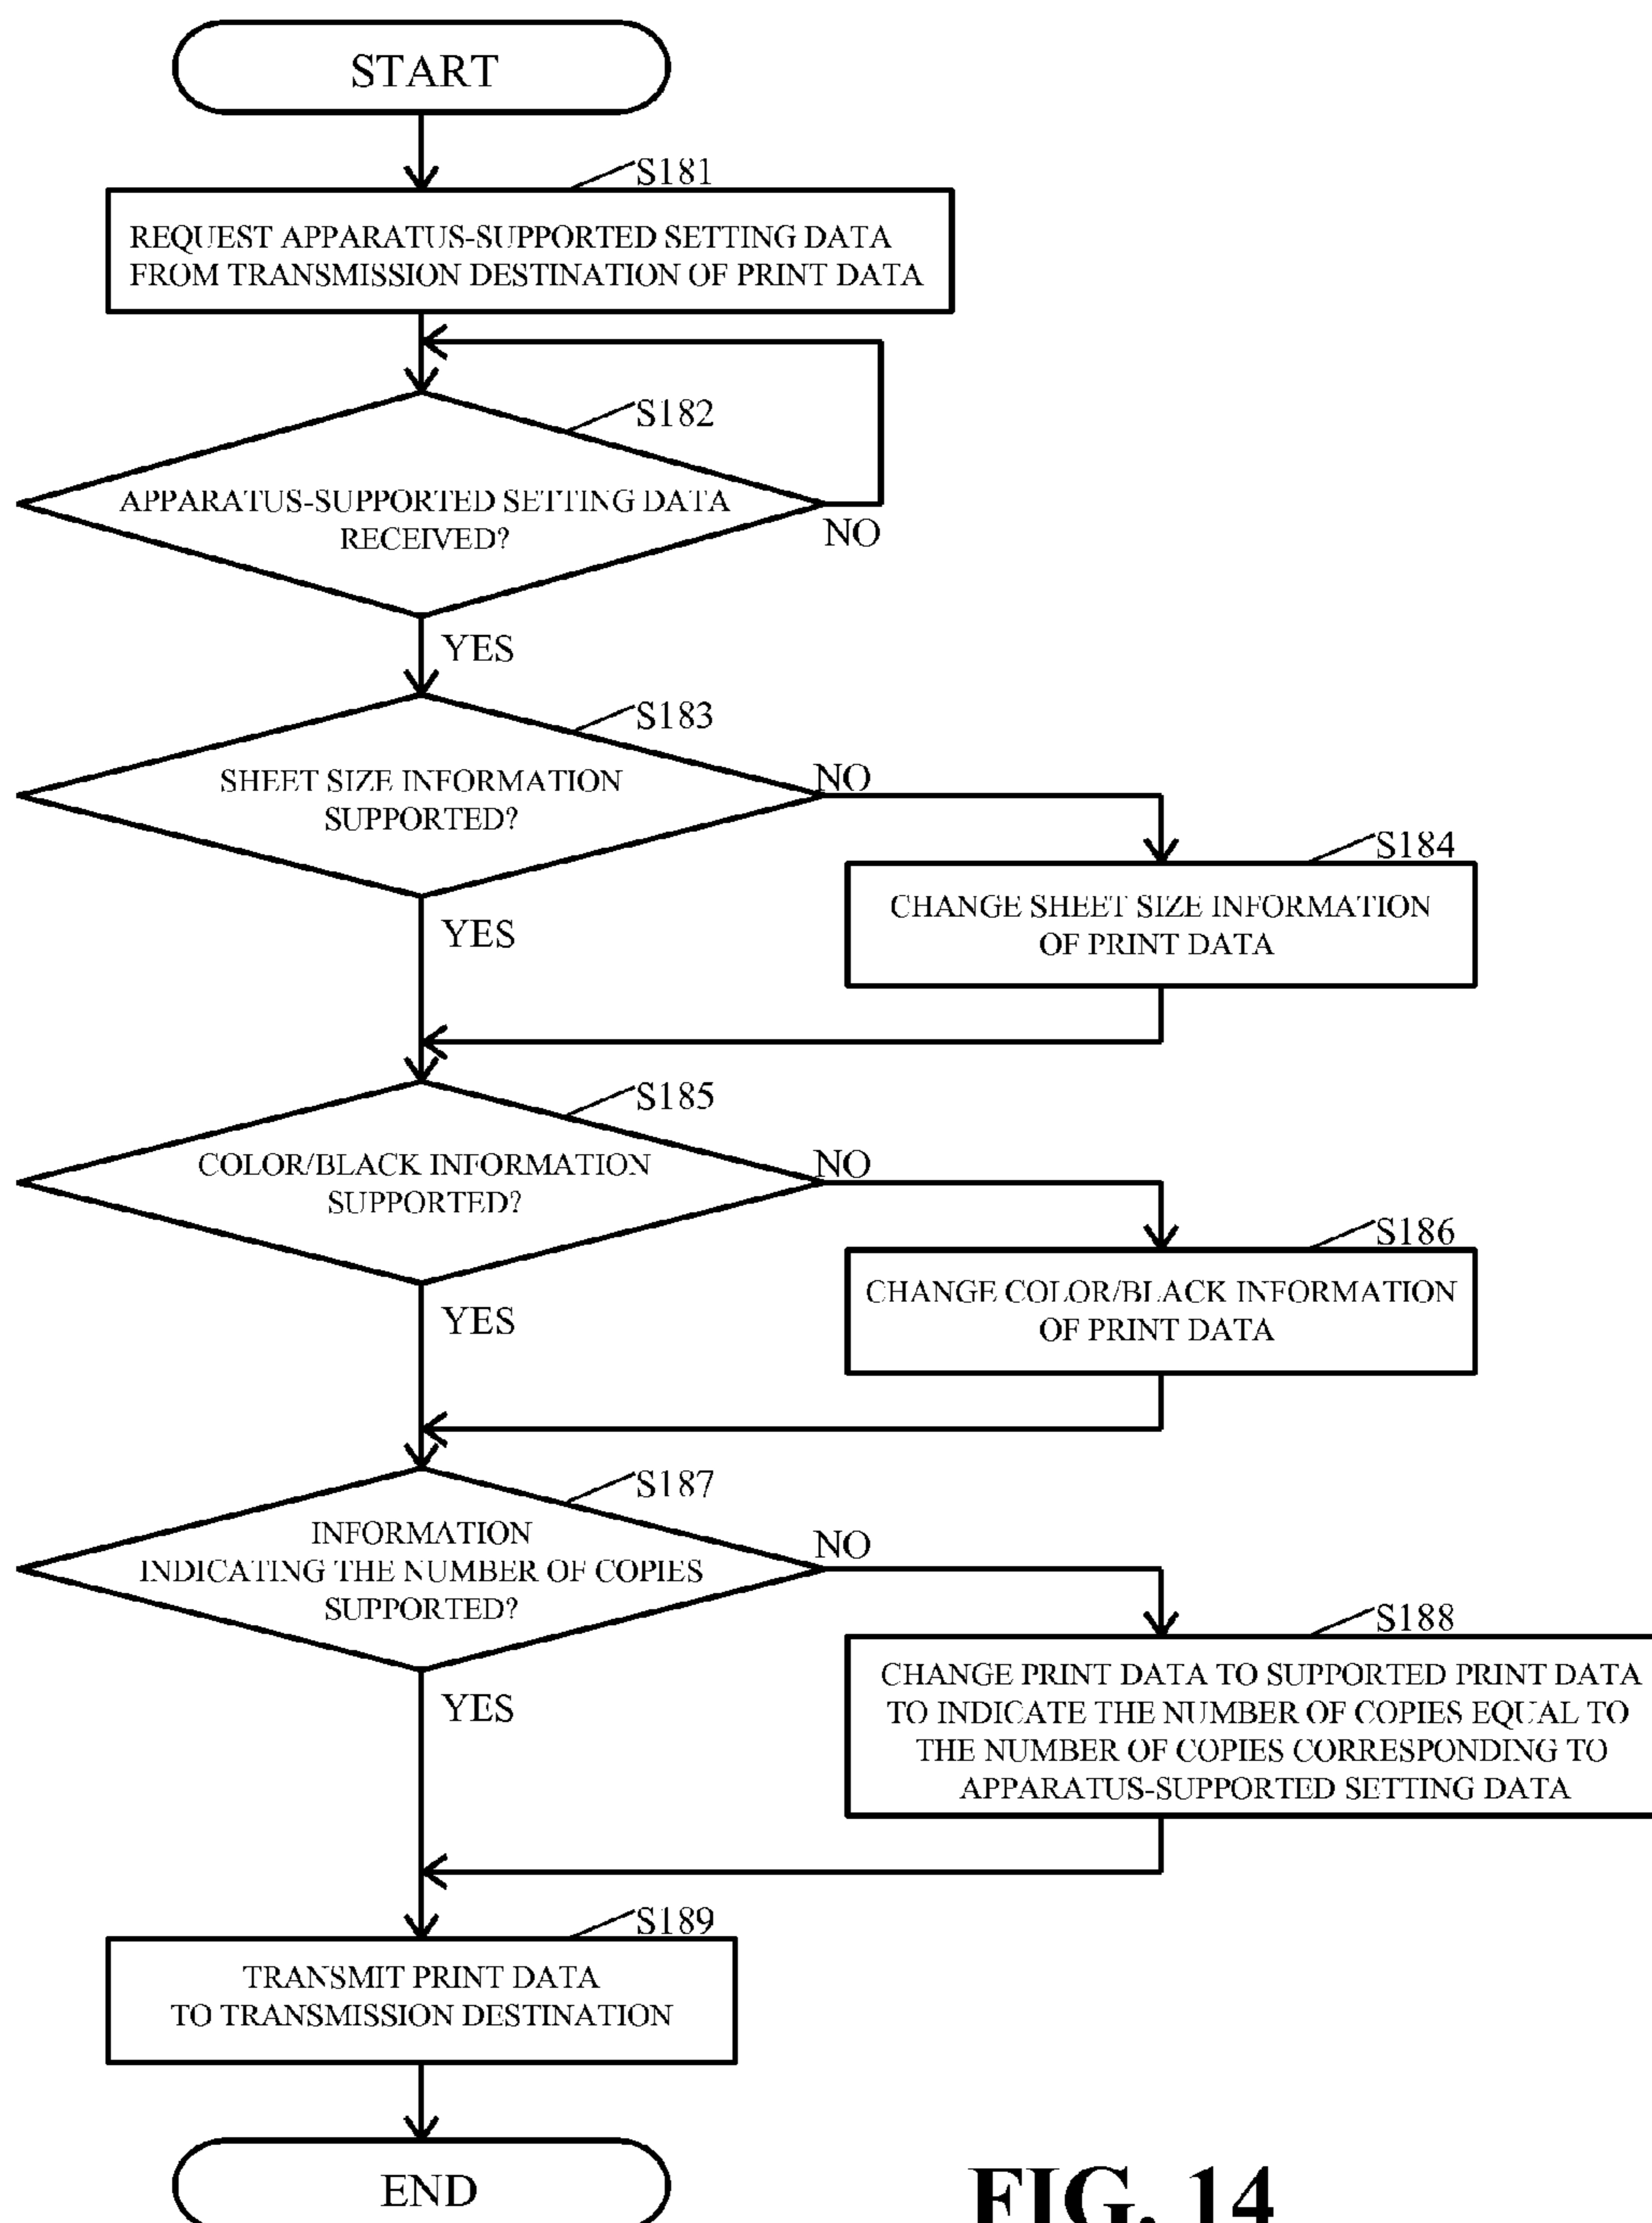 START
S181
REQUEST APPARATUS-SUPPORTED SETTING DATA
FROM TRANSMISSION DESTINATION OF PRINT DATA
S182
APPARATUS-SUPPORTED SETTING DATA
RECEIVED?
NO
YES
S183
SHEET SIZE INFORMATION
SUPPORTED?
NO
YES
S184
CHANGE SHEET SIZE INFORMATION
OF PRINT DATA
S185
COLOR/BLACK INFORMATION
SUPPORTED?
NO
YES
S186
CHANGE COLOR/BLACK INFORMATION
OF PRINT DATA
S187
INFORMATION
INDICATING THE NUMBER OF COPIES
SUPPORTED?
NO
YES
S188
CHANGE PRINT DATA TO SUPPORTED PRINT DATA
TO INDICATE THE NUMBER OF COPIES EQUAL TO
THE NUMBER OF COPIES CORRESPONDING TO
APPARATUS-SUPPORTED SETTING DATA
S189
TRANSMIT PRINT DATA
TO TRANSMISSION DESTINATION
END
FIG. 14